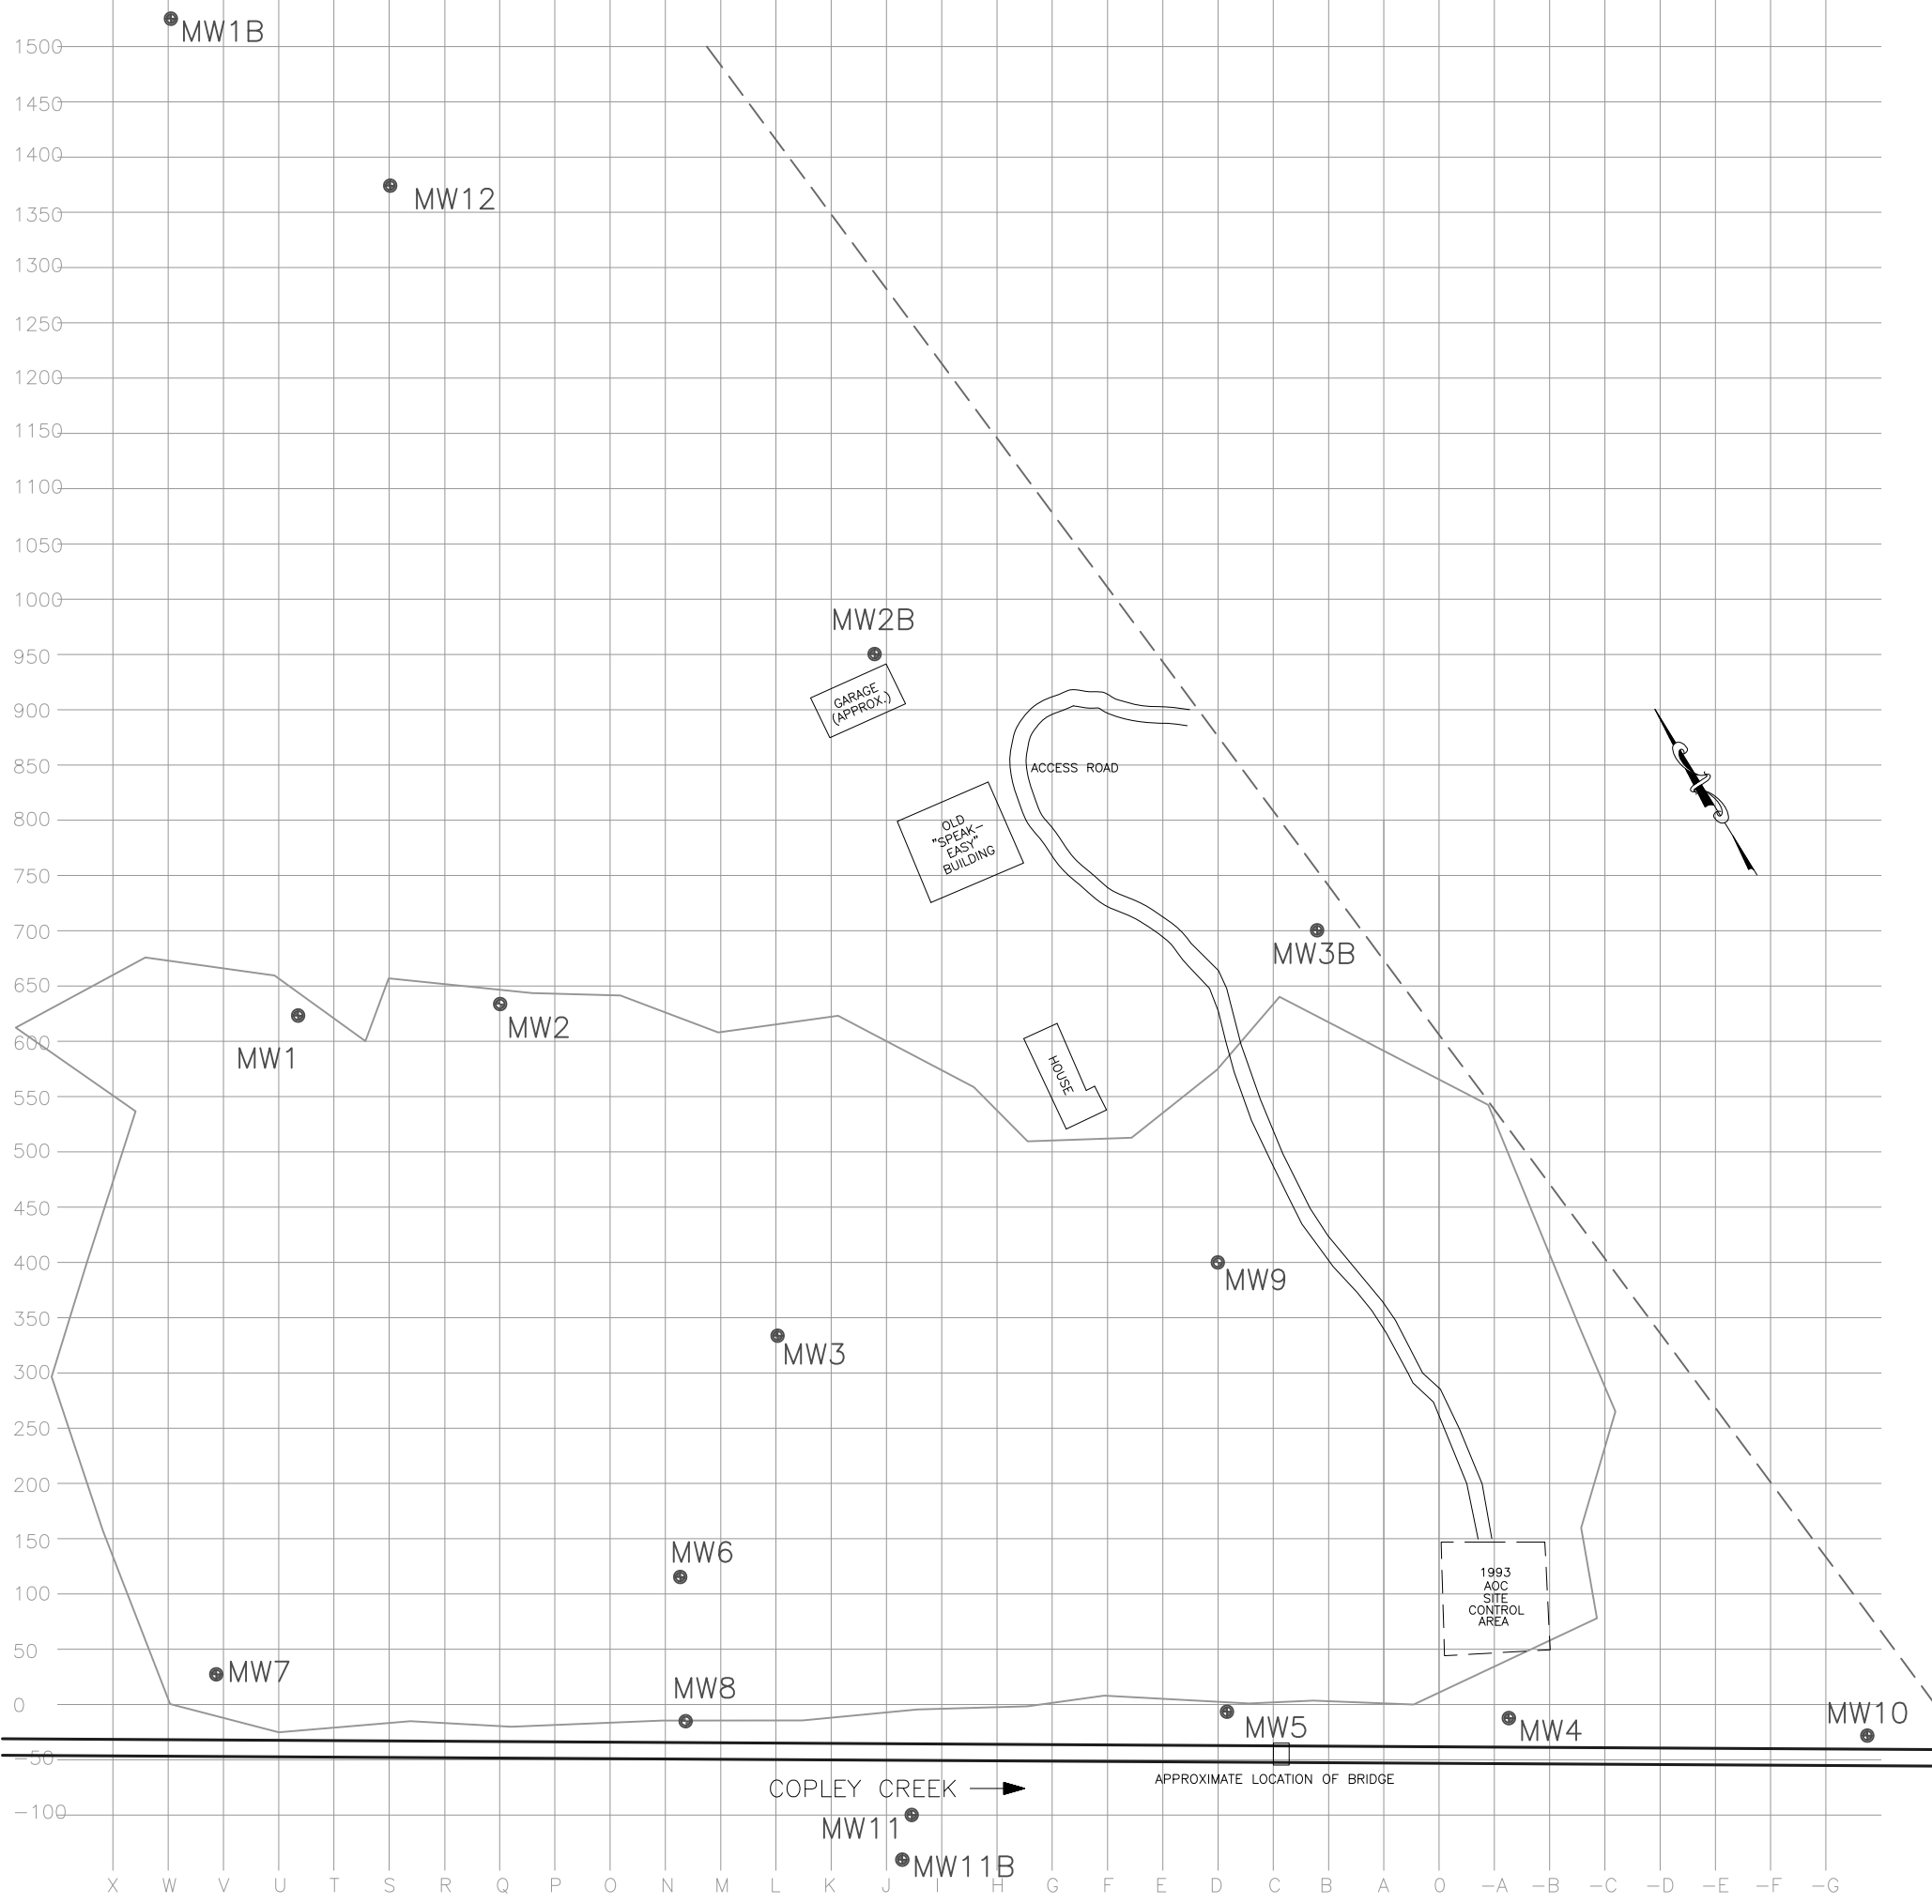 MW1B
1500
1450
1400
MW12
1350
1300
1250
1200
1150
1100
1050
1000
MW2B
950
GARAGE
(APPROX.)
900
850
ACCESS ROAD
800
OLD
"SPEAK-
EASY"
BUILDING
750
700
MW3B
650
MW2
600
MW1
HOUSE
550
500
450
400
MW9
350
MW3
300
250
200
150
MW6
1993
AOC
SITE
CONTROL
AREA
100
50
MW7
MW8
0
MW10
MW5
MW4
-50
APPROXIMATE LOCATION OF BRIDGE
COPLEY CREEK
-100
MW11
MW11B
X W V U T S R Q P O N M L K J I H G F E D C B A 0 -A -B -C -D -E -F -G